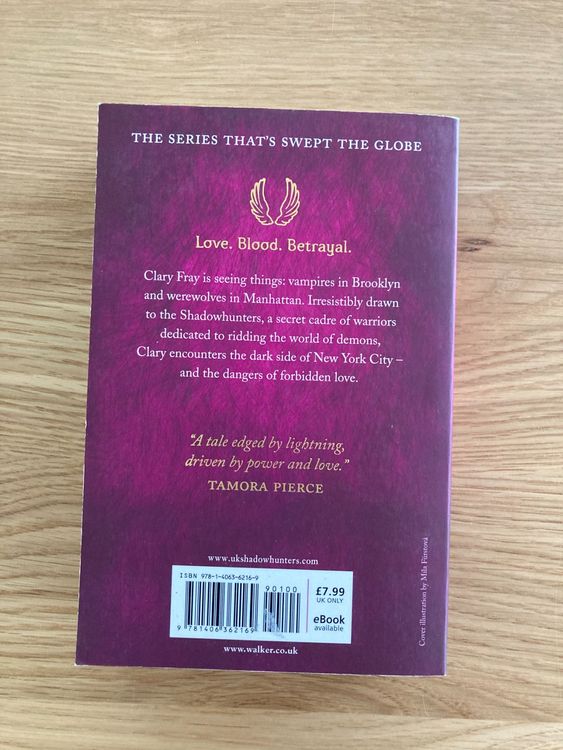 THE SERIES THAT'S SWEPT THE GLOBE
Love. Blood. Betrayal.
Clary Fray is seeing things: vampires in Brooklyn
and werewolves in Manhattan. Irresistibly drawn
to the Shadowhunters, a secret cadre of warriors
dedicated to ridding the world of demons,
Clary encounters the dark side of New York City –
and the dangers of forbidden love.
“A tale edged by lightning,
driven by power and love.”
TAMORA PIERCE
www.ukshadowhunters.com
ISBN 978-1-4063-6216-9
90100
9 781406 362169
£7.99
UK ONLY
eBook
available
www.walker.co.uk
Cover illustration by Mila Fürstová